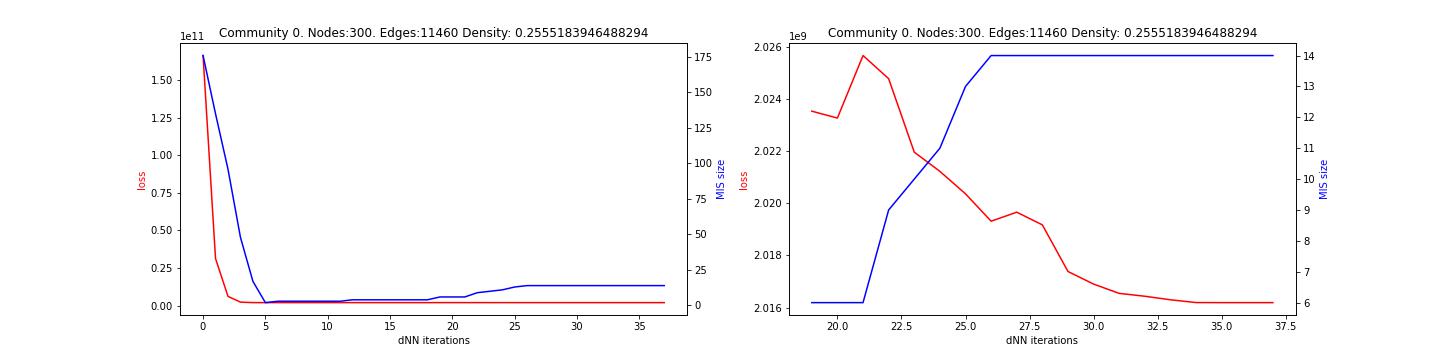 Community 0. Nodes:300. Edges:11460 Density: 0.2555183946488294
1e11
1.50
1.25
1.00
0.75
0.50
0.25
0.00
loss
0 5 10 15 20 25 30 35
dNN iterations
175
150
125
100
75
50
25
0
MIS size
Community 0. Nodes:300. Edges:11460 Density: 0.2555183946488294
1e9
2.026
2.024
2.022
2.020
2.018
2.016
loss
20.0 22.5 25.0 27.5 30.0 32.5 35.0 37.5
dNN iterations
14
13
12
11
10
9
8
7
6
MIS size